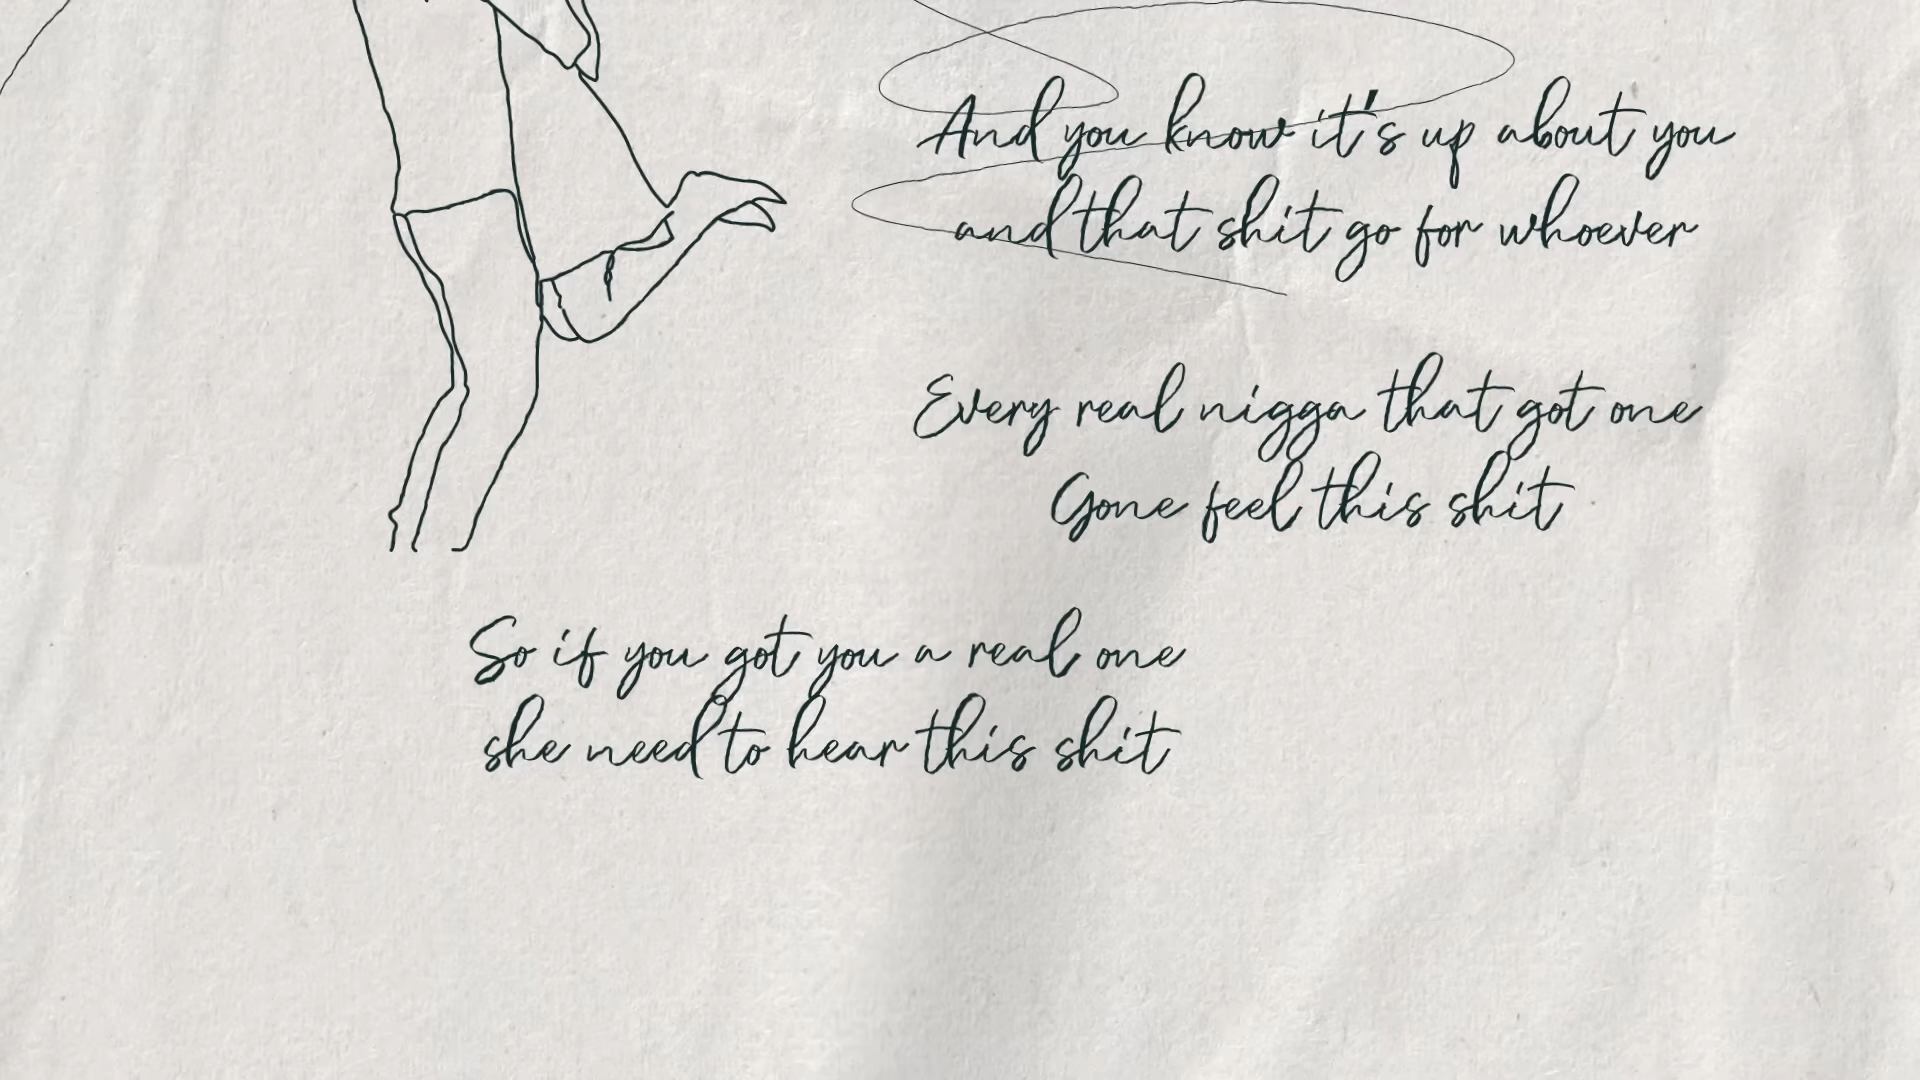 And you know it's up about you
and that shit go for whoever
Every real nigga that got one
Gone feel this shit
So if you got you a real one
she need to hear this shit